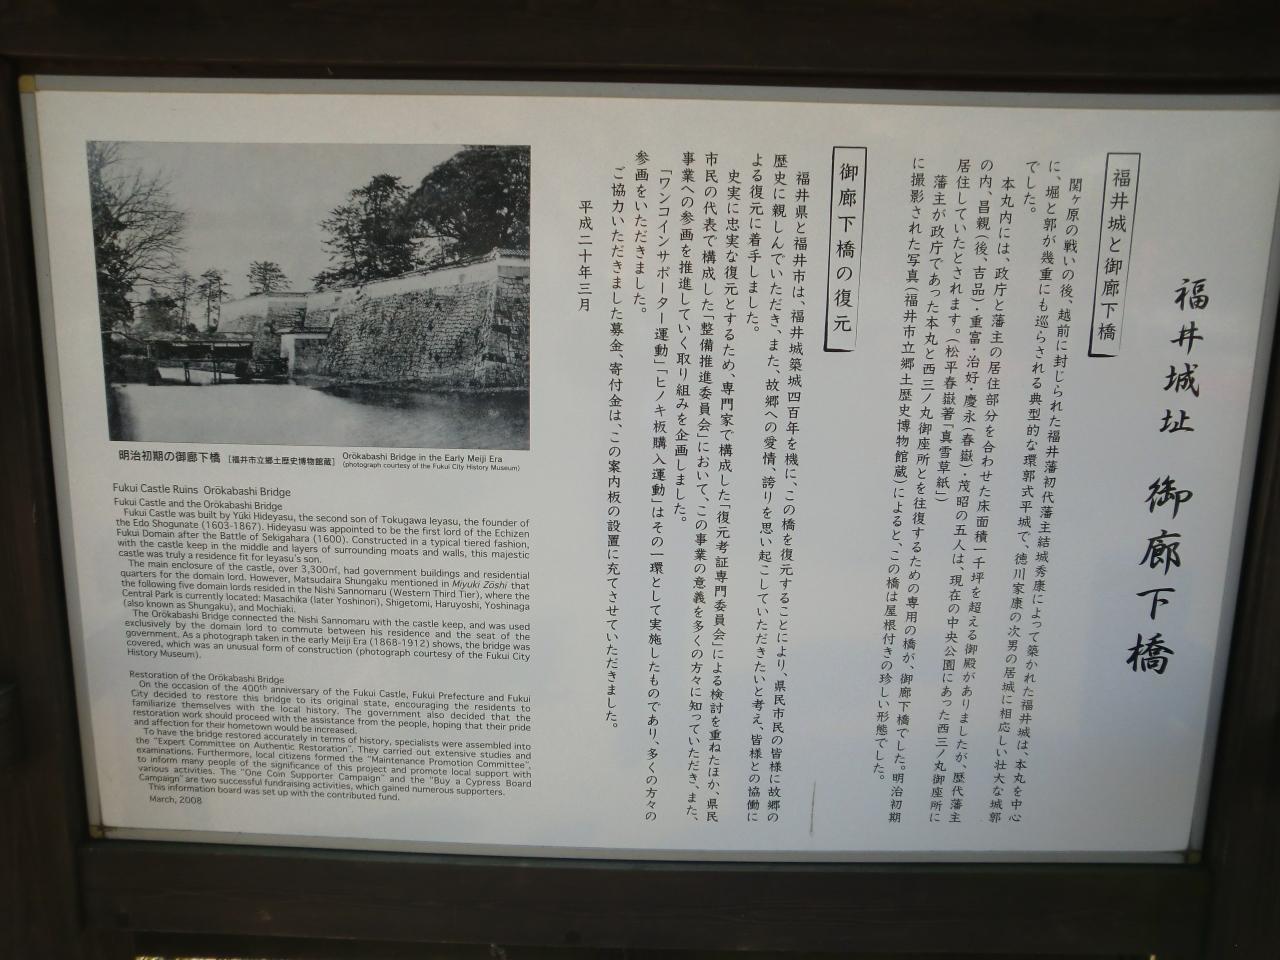 福井城址 御廊下橋
福井城と御廊下橋
関ヶ原の戦いの後、越前に封じられた福井藩初代藩主結城秀康によって築かれた福井城は、本丸を中心
に、堀と郭が幾重にも巡らされる典型的な環郭式平城で、徳川家康の次男の居城に相応しい壮大な城郭
でした。
本丸内には、政庁と藩主の居住部分を合わせた床面積一千坪を超える御殿がありましたが、歴代藩主
の内、昌親(後、吉品)・重富・治好・慶永(春嶽)・茂昭の五人は、現在の中央公園にあった西三ノ丸御座所に
居住していたとされます。(松平春嶽著「真雪草紙」)
藩主が政庁であった本丸と西三ノ丸御座所とを往復するための専用の橋が、御廊下橋でした。明治初期
に撮影された写真(福井市立郷土歴史博物館蔵)によると、この橋は屋根付きの珍しい形態でした。
御廊下橋の復元
福井県と福井市は、福井城築城四百年を機に、この橋を復元することにより、県民市民の皆様に故郷の
歴史に親しんでいただき、また、故郷への愛情、誇りを思い起こしていただきたいと考え、皆様との協働に
よる復元に着手しました。
史実に忠実な復元とするため、専門家で構成した「復元考証専門委員会」による検討を重ねたほか、県民
市民の代表で構成した「整備推進委員会」において、この事業の意義を多くの方々に知っていただき、また、
事業への参画を推進していく取り組みを企画しました。
「ワンコインサポーター運動」「ヒノキ板購入運動」はその一環として実施したものであり、多くの方々の
参画をいただきました。
ご協力いただきました募金、寄付金は、この案内板の設置に充てさせていただきました。
平成二十年三月
明治初期の御廊下橋 [福井市立郷土歴史博物館蔵]
Orōkabashi Bridge in the Early Meiji Era
(photograph courtesy of the Fukui City History Museum)
Fukui Castle Ruins Orōkabashi Bridge
Fukui Castle and the Orōkabashi Bridge
Fukui Castle was built by Yūki Hideyasu, the second son of Tokugawa Ieyasu, the founder of
the Edo Shogunate (1603-1867). Hideyasu was appointed to be the first lord of the Echizen
Fukui Domain after the Battle of Sekigahara (1600). Constructed in a typical tiered fashion,
with the castle keep in the middle and layers of surrounding moats and walls, this majestic
castle was truly a residence fit for Ieyasu's son.
The main enclosure of the castle, over 3,300㎡, had government buildings and residential
quarters for the domain lord. However, Matsudaira Shungaku mentioned in Miyuki Zōshi that
the following five domain lords resided in the Nishi Sannomaru (Western Third Tier), where the
Central Park is currently located: Masachika (later Yoshinori), Shigetomi, Haruyoshi, Yoshinaga
(also known as Shungaku), and Mochiaki.
The Orōkabashi Bridge connected the Nishi Sannomaru with the castle keep, and was used
exclusively by the domain lord to commute between his residence and the seat of the
government. As a photograph taken in the early Meiji Era (1868-1912) shows, the bridge was
covered, which was an unusual form of construction (photograph courtesy of the Fukui City
History Museum).
Restoration of the Orōkabashi Bridge
On the occasion of the 400th anniversary of the Fukui Castle, Fukui Prefecture and Fukui
City decided to restore this bridge to its original state, encouraging the residents to
familiarize themselves with the local history. The government also decided that the
restoration work should proceed with the assistance from the people, hoping that their pride
and affection for their hometown would be increased.
To have the bridge restored accurately in terms of history, specialists were assembled into
the "Expert Committee on Authentic Restoration". They carried out extensive studies and
examinations. Furthermore, local citizens formed the "Maintenance Promotion Committee",
to inform many people of the significance of this project and promote local support with
various activities. The "One Coin Supporter Campaign" and the "Buy a Cypress Board
Campaign" are two successful fundraising activities, which gained numerous supporters.
This information board was set up with the contributed fund.
March, 2008